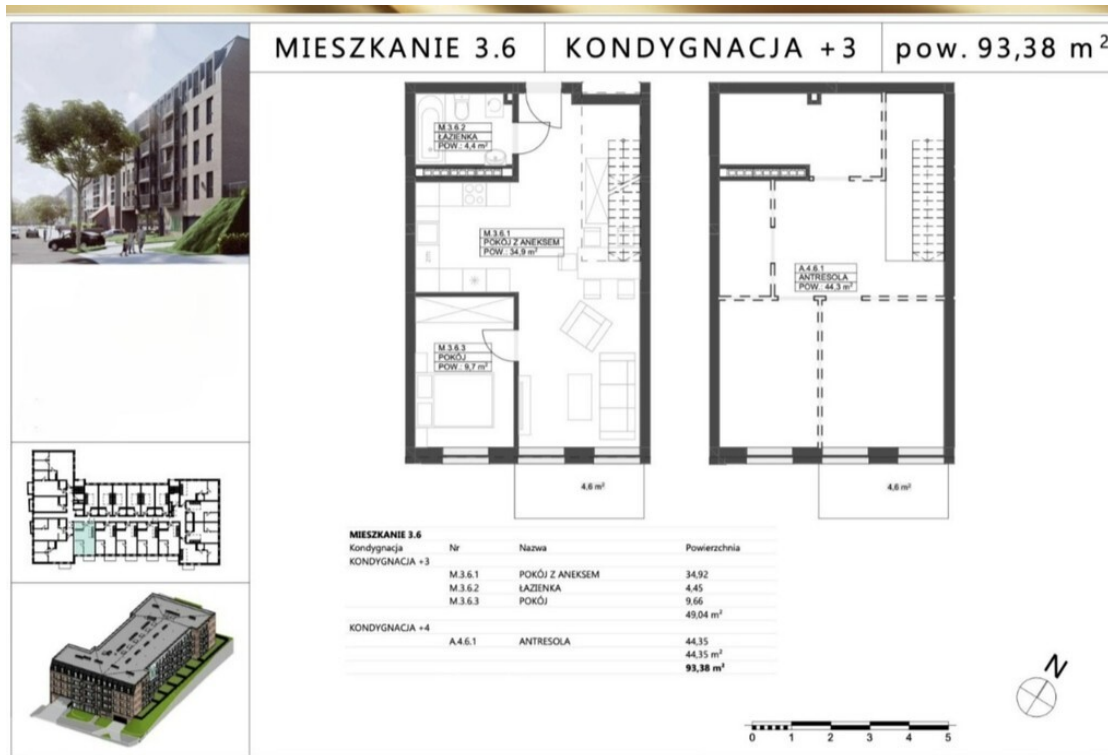 MIESZKANIE 3.6
KONDYGNACJA +3
pow. 93,38 m²
M.3.6.2
ŁAZIENKA
POW.: 4,4 m²
M.3.6.1
POKÓJ Z ANEKSEM
POW.: 34,9 m²
M.3.6.3
POKÓJ
POW.: 9,7 m²
4,6 m²
A.4.6.1
ANTRESOLA
POW.: 44,3 m²
4,6 m²
MIESZKANIE 3.6
Kondygnacja Nr Nazwa Powierzchnia
KONDYGNACJA +3
M.3.6.1 POKÓJ Z ANEKSEM 34,92
M.3.6.2 ŁAZIENKA 4,45
M.3.6.3 POKÓJ 9,66
49,04 m²
KONDYGNACJA +4
A.4.6.1 ANTRESOLA 44,35
44,35 m²
93,38 m²
N
0 1 2 3 4 5